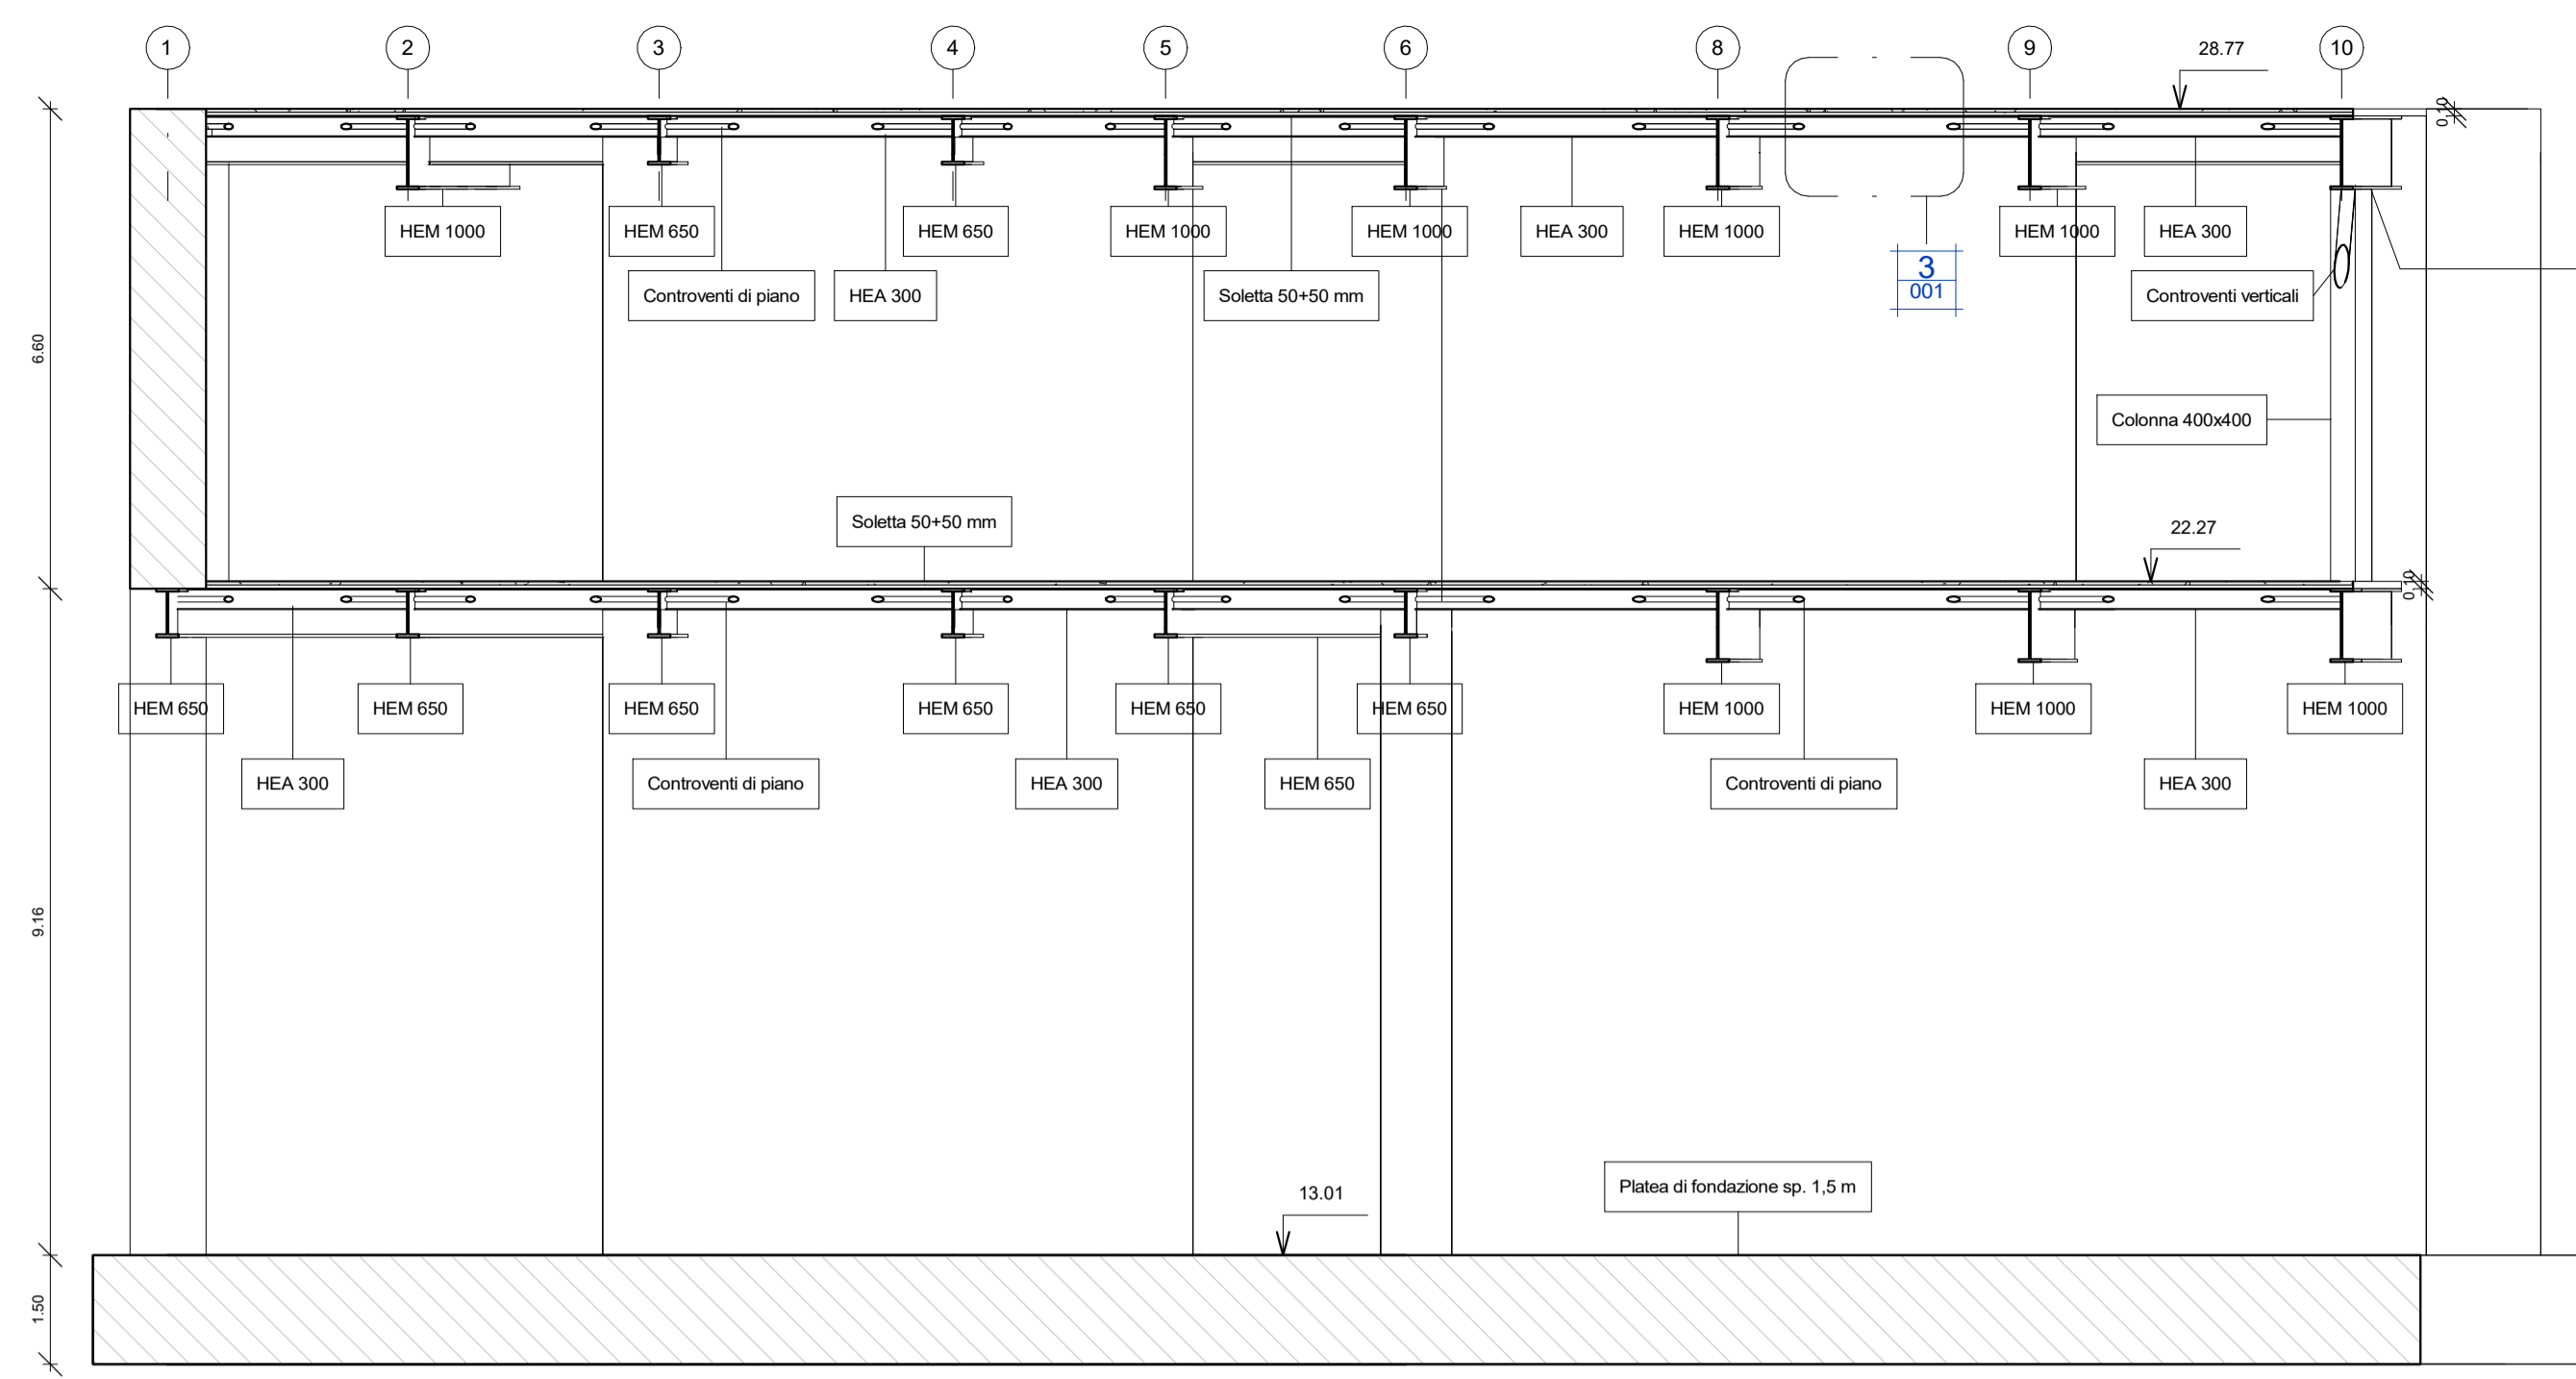 1
2
3
4
5
6
8
9
10
28.77
0.10
HEM 1000
HEM 650
HEM 650
HEM 1000
HEM 1000
HEA 300
HEM 1000
HEM 1000
HEA 300
3
001
Controventi di piano
HEA 300
Soletta 50+50 mm
Controventi verticali
6.60
Colonna 400x400
Soletta 50+50 mm
22.27
0.10
HEM 650
HEM 650
HEM 650
HEM 650
HEM 650
HEM 650
HEM 1000
HEM 1000
HEM 1000
HEA 300
Controventi di piano
HEA 300
HEM 650
Controventi di piano
HEA 300
9.16
13.01
Platea di fondazione sp. 1,5 m
1.50